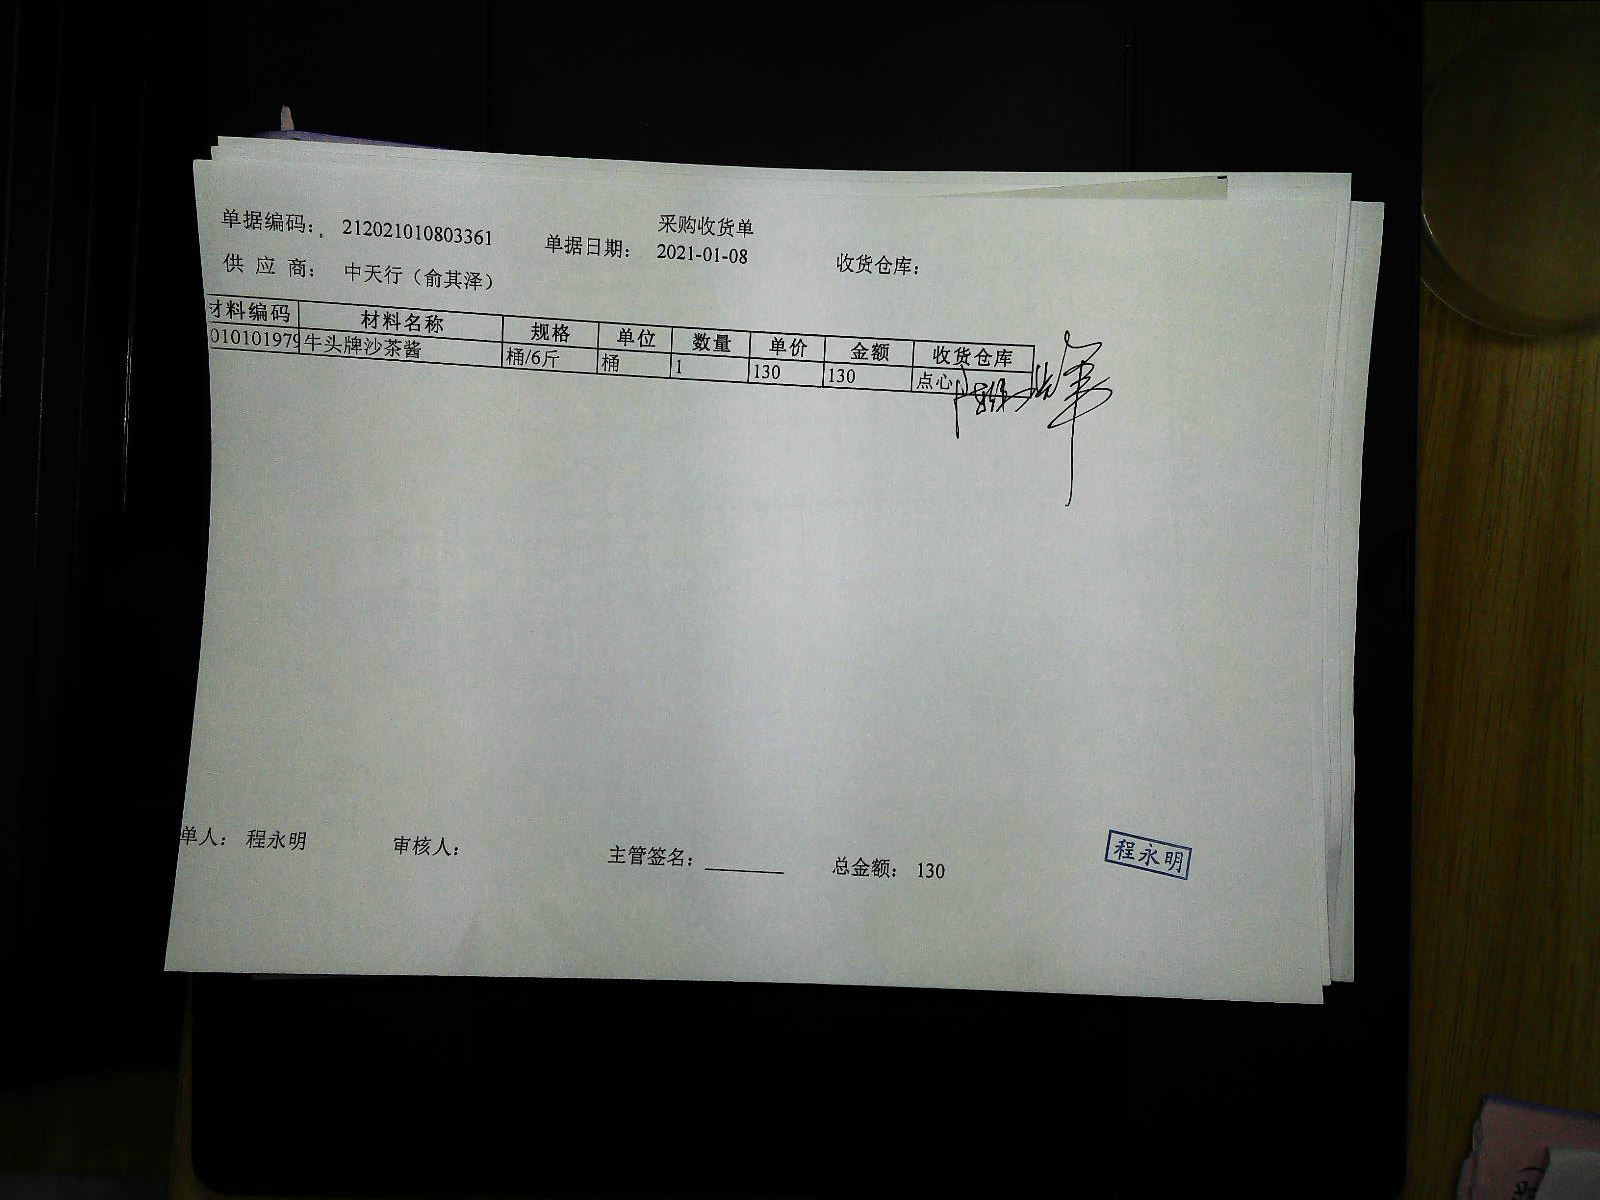 采购收货单
单据编码： 212021010803361 单据日期： 2021-01-08 收货仓库：
供 应 商： 中天行（俞其泽）
材料编码 材料名称 规格 单位 数量 单价 金额 收货仓库
010101979 牛头牌沙茶酱 桶/6斤 桶 1 130 130 点心
单人： 程永明 审核人： 主管签名： 总金额： 130
程永明